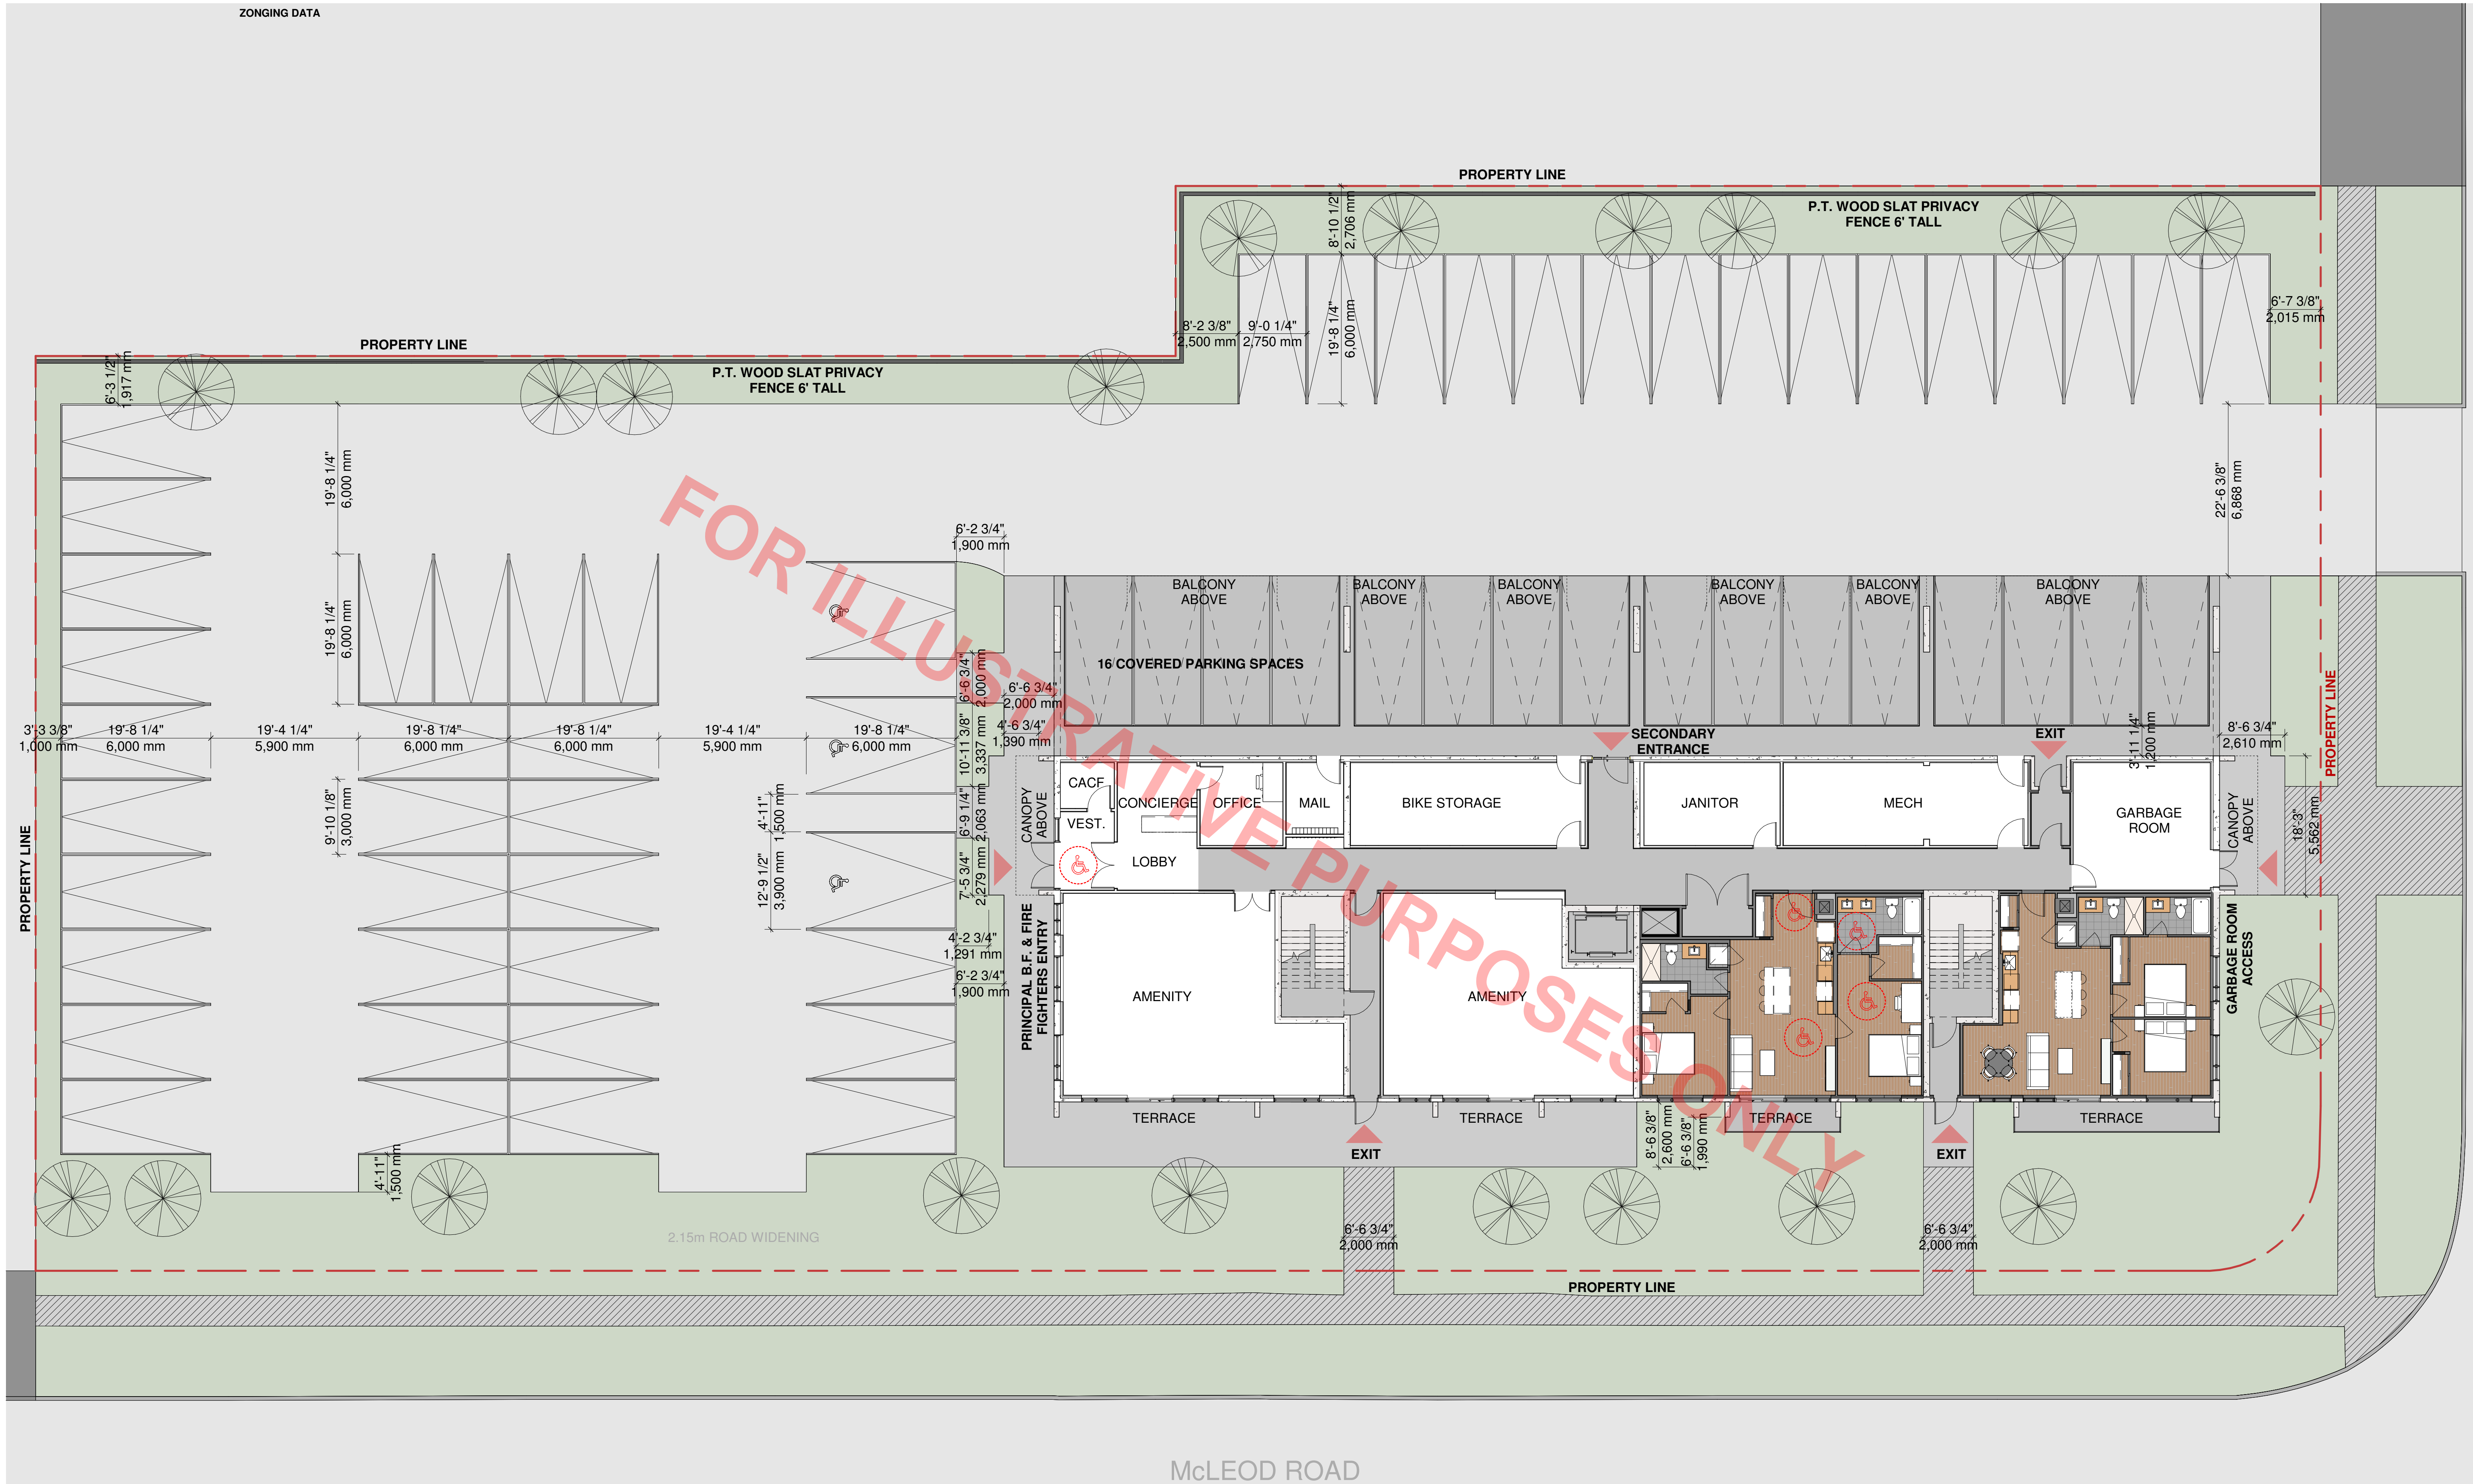 ZONGING DATA
PROPERTY LINE
8'-10 1/2"
2,706 mm
P.T. WOOD SLAT PRIVACY
FENCE 6' TALL
6'-7 3/8"
2,015 mm
8'-2 3/8"
2,500 mm
9'-0 1/4"
2,750 mm
19'-8 1/4"
6,000 mm
PROPERTY LINE
6'-3 1/2"
1,917 mm
P.T. WOOD SLAT PRIVACY
FENCE 6' TALL
19'-8 1/4"
6,000 mm
22'-6 3/8"
6,868 mm
FOR ILLUSTRATIVE PURPOSES ONLY
6'-2 3/4"
1,900 mm
19'-8 1/4"
6,000 mm
BALCONY
ABOVE
BALCONY
ABOVE
BALCONY
ABOVE
BALCONY
ABOVE
BALCONY
ABOVE
BALCONY
ABOVE
16 COVERED PARKING SPACES
6'-6 3/4"
2,000 mm
6'-6 3/4"
2,000 mm
PROPERTY LINE
3'-3 3/8"
1,000 mm
19'-8 1/4"
6,000 mm
19'-4 1/4"
5,900 mm
19'-8 1/4"
6,000 mm
19'-8 1/4"
6,000 mm
19'-4 1/4"
5,900 mm
19'-8 1/4"
6,000 mm
10'-11 3/8"
3,337 mm
4'-6 3/4"
1,390 mm
SECONDARY
ENTRANCE
EXIT
3'-11 1/4"
1,200 mm
8'-6 3/4"
2,610 mm
9'-10 1/8"
3,000 mm
4'-11"
1,500 mm
6'-9 1/4"
2,063 mm
CANOPY
ABOVE
CACF
VEST.
CONCIERGE
OFFICE
MAIL
BIKE STORAGE
JANITOR
MECH
GARBAGE
ROOM
CANOPY
ABOVE
18'-3"
5,562 mm
LOBBY
PROPERTY LINE
12'-9 1/2"
3,900 mm
7'-5 3/4"
2,279 mm
4'-2 3/4"
1,291 mm
6'-2 3/4"
1,900 mm
PRINCIPAL B.F. & FIRE
FIGHTERS ENTRY
AMENITY
AMENITY
GARBAGE ROOM
ACCESS
TERRACE
TERRACE
TERRACE
TERRACE
8'-6 3/8"
2,600 mm
6'-6 3/8"
1,990 mm
EXIT
EXIT
4'-11"
1,500 mm
2.15m ROAD WIDENING
6'-6 3/4"
2,000 mm
6'-6 3/4"
2,000 mm
PROPERTY LINE
McLEOD ROAD